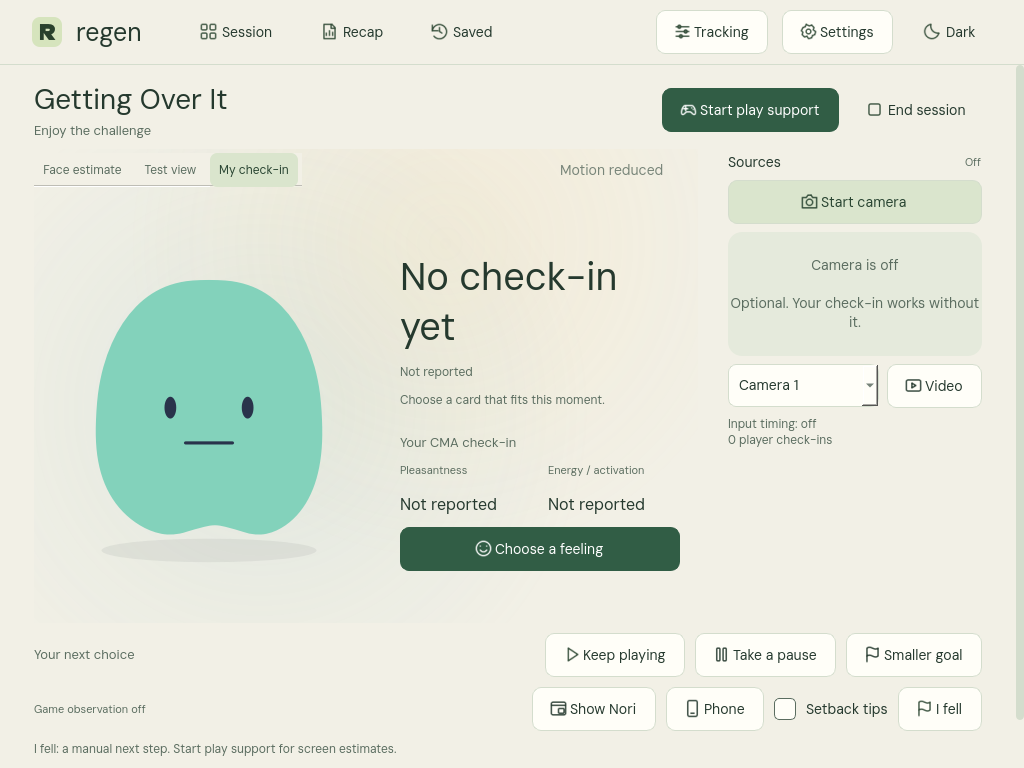 R regen
Session
Recap
Saved
Tracking
Settings
Dark
Getting Over It
Enjoy the challenge
Start play support
End session
Face estimate
Test view
My check-in
Motion reduced
No check-in
yet
Not reported
Choose a card that fits this moment.
Your CMA check-in
Pleasantness
Energy / activation
Not reported
Not reported
Choose a feeling
Sources
Off
Start camera
Camera is off
Optional. Your check-in works without
it.
Camera 1
Video
Input timing: off
0 player check-ins
Your next choice
Keep playing
Take a pause
Smaller goal
Game observation off
Show Nori
Phone
Setback tips
I fell
I fell: a manual next step. Start play support for screen estimates.